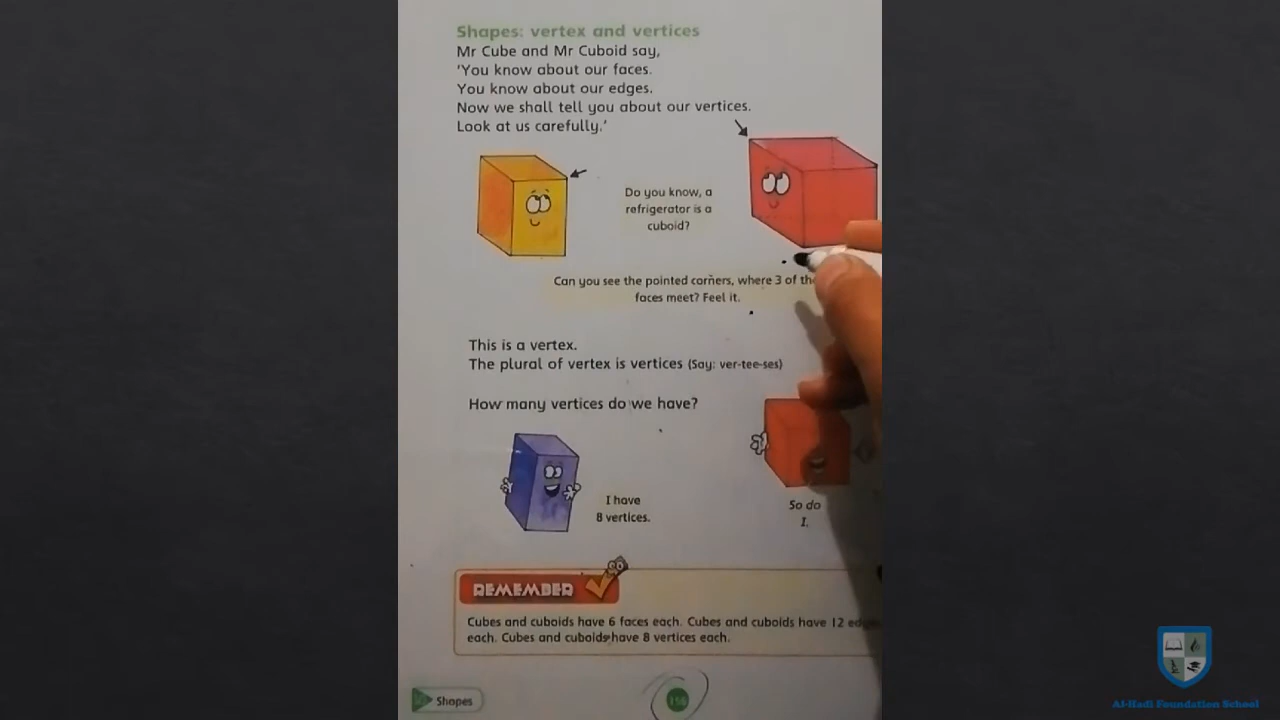 Shapes: vertex and vertices
Mr Cube and Mr Cuboid say,
'You know about our faces.
You know about our edges.
Now we shall tell you about our vertices.
Look at us carefully.'
Do you know, a
refrigerator is a
cuboid?
Can you see the pointed corners, where 3 of
faces meet? Feel it.
This is a vertex.
The plural of vertex is vertices (Say: ver-tee-ses)
How many vertices do we have?
I have
8 vertices.
So do
I.
REMEMBER
Cubes and cuboids have 6 faces each. Cubes and cuboids have 12
each. Cubes and cuboids have 8 vertices each.
Shapes
Al-Hadi Foundation School